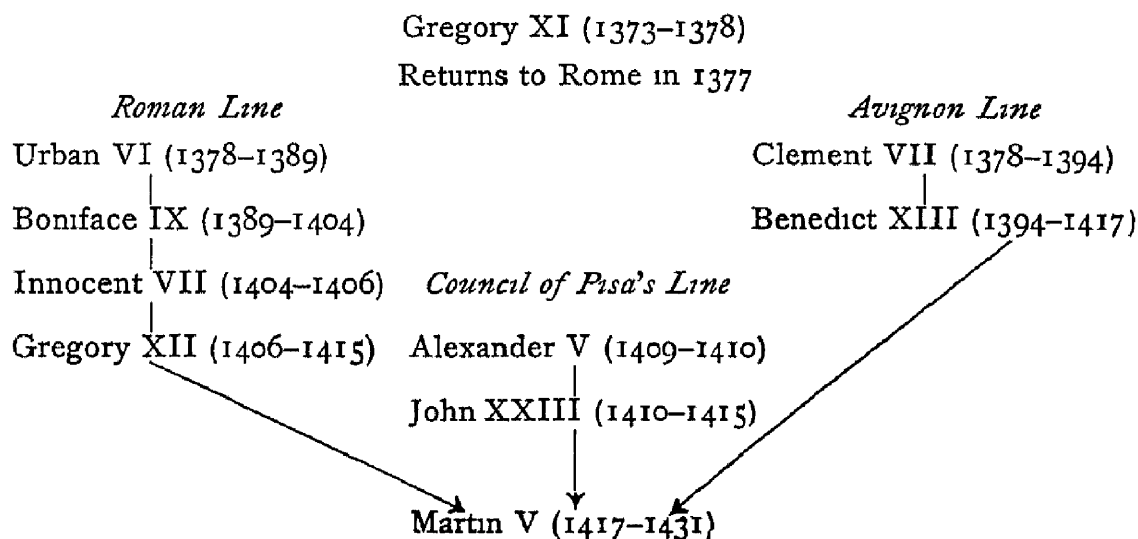 Gregory XI (1373–1378)
Returns to Rome in 1377
Roman Line
Avignon Line
Urban VI (1378–1389)
Clement VII (1378–1394)
Boniface IX (1389–1404)
Benedict XIII (1394–1417)
Innocent VII (1404–1406)
Council of Pisa's Line
Gregory XII (1406–1415)
Alexander V (1409–1410)
John XXIII (1410–1415)
Martin V (1417–1431)